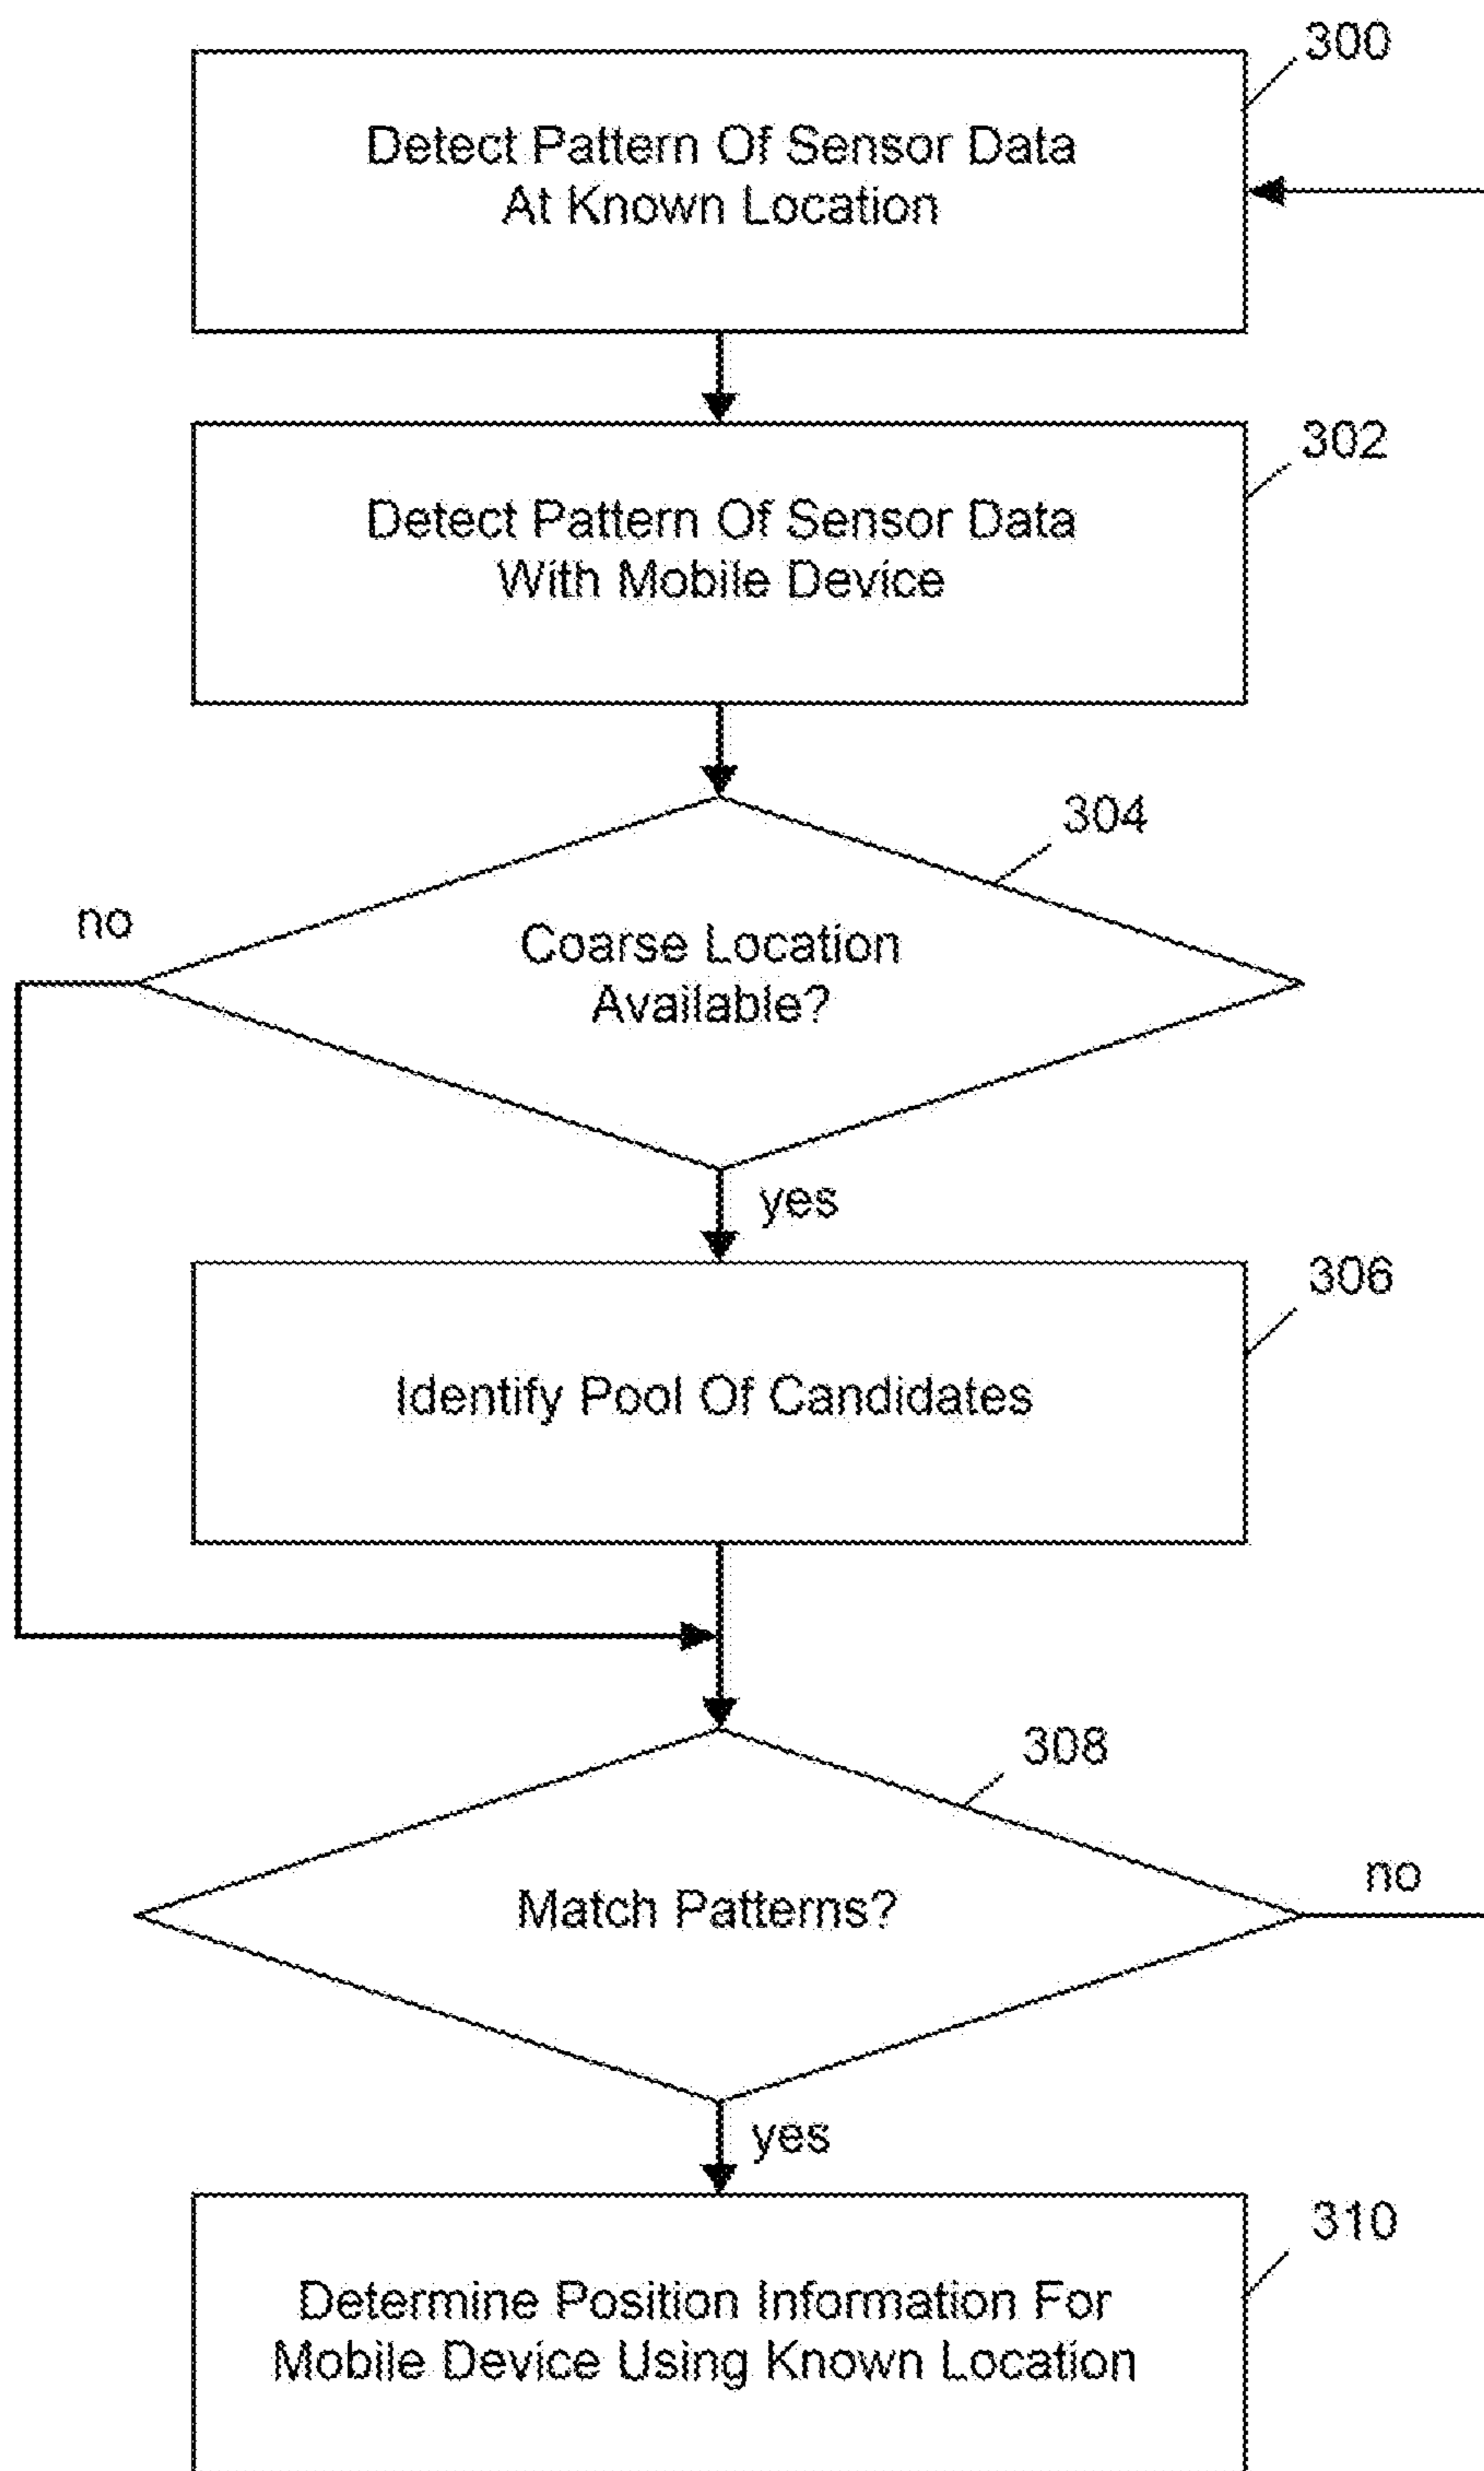 300
Detect Pattern Of Sensor Data
At Known Location
302
Detect Pattern Of Sensor Data
With Mobile Device
304
no
Coarse Location
Available?
yes
306
Identify Pool Of Candidates
308
Match Patterns?
no
yes
310
Determine Position Information For
Mobile Device Using Known Location